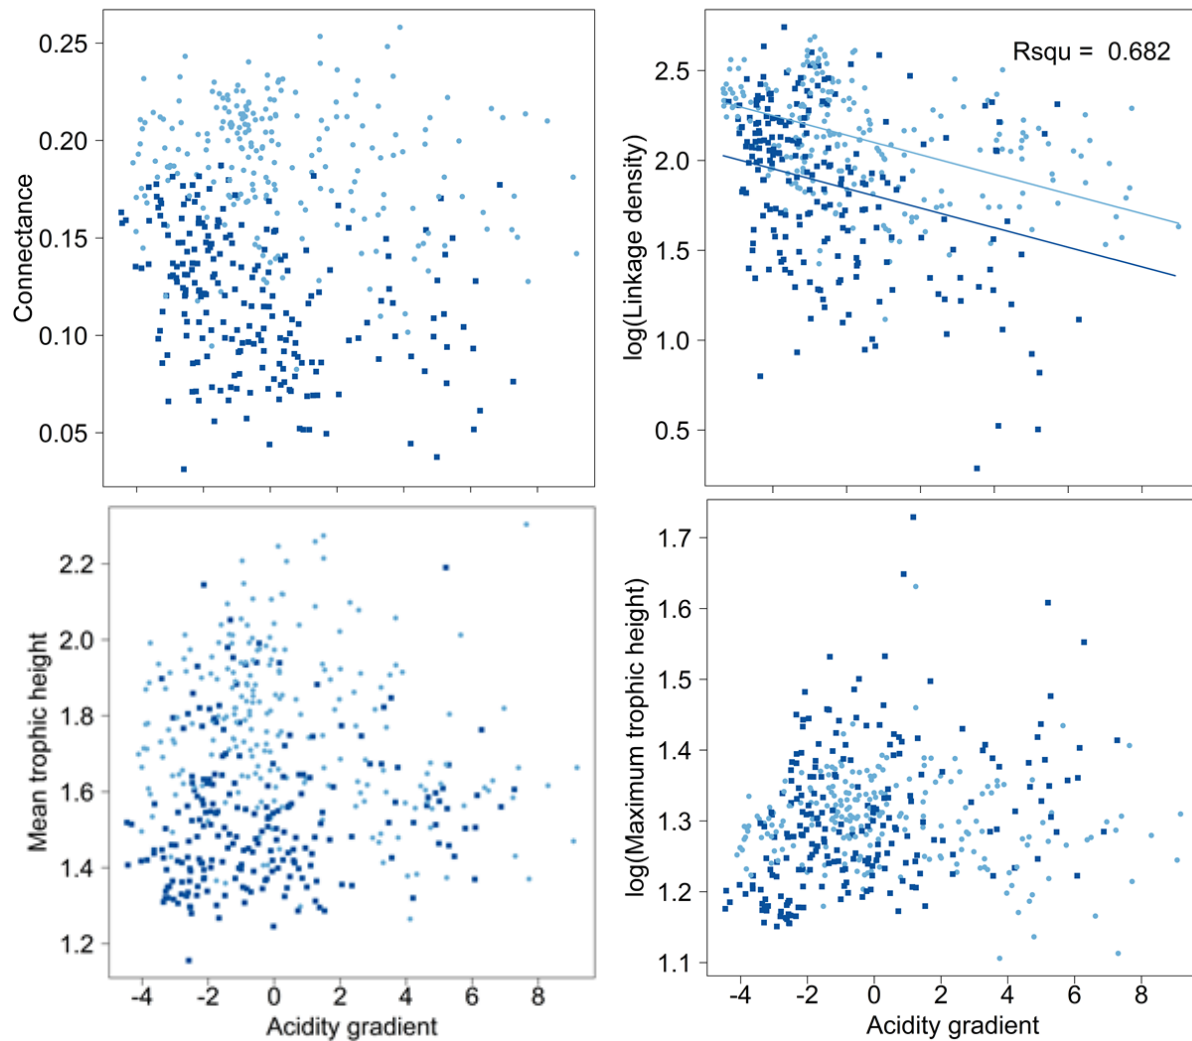 0.25
0.20
0.15
0.10
0.05
Connectance
Rsqu = 0.682
2.5
2.0
1.5
1.0
0.5
log(Linkage density)
2.2
2.0
1.8
1.6
1.4
1.2
Mean trophic height
-4 -2 0 2 4 6 8
Acidity gradient
1.7
1.6
1.5
1.4
1.3
1.2
1.1
log(Maximum trophic height)
-4 -2 0 2 4 6 8
Acidity gradient